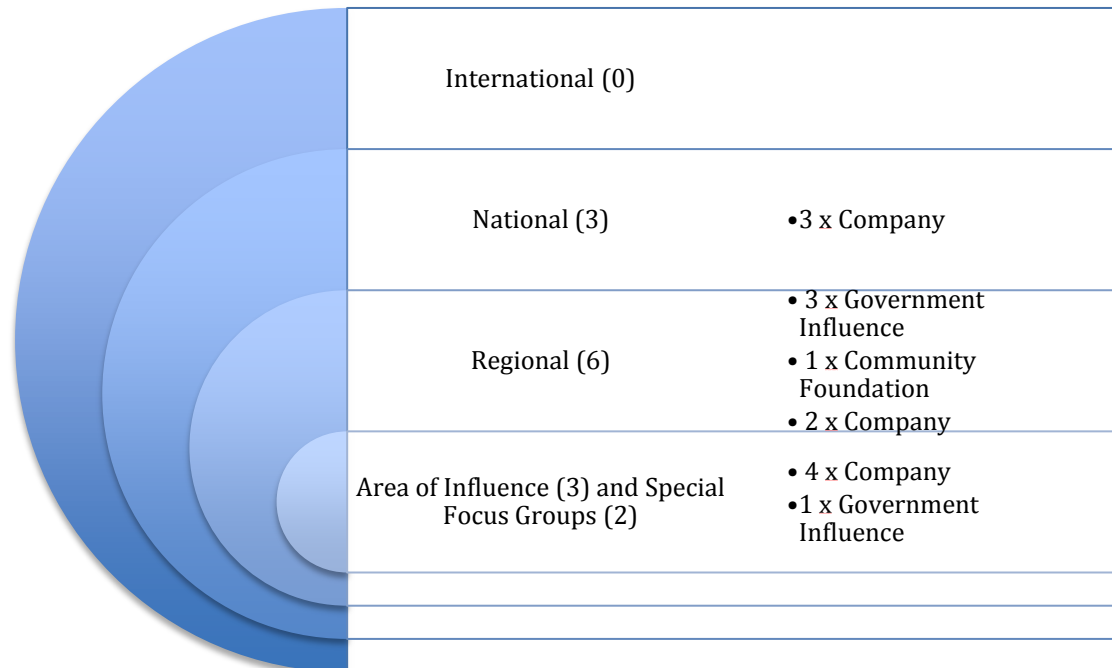 International (0)
National (3)
•3 x Company
Regional (6)
• 3 x Government
Influence
• 1 x Community
Foundation
• 2 x Company
Area of Influence (3) and Special
Focus Groups (2)
• 4 x Company
•1 x Government
Influence